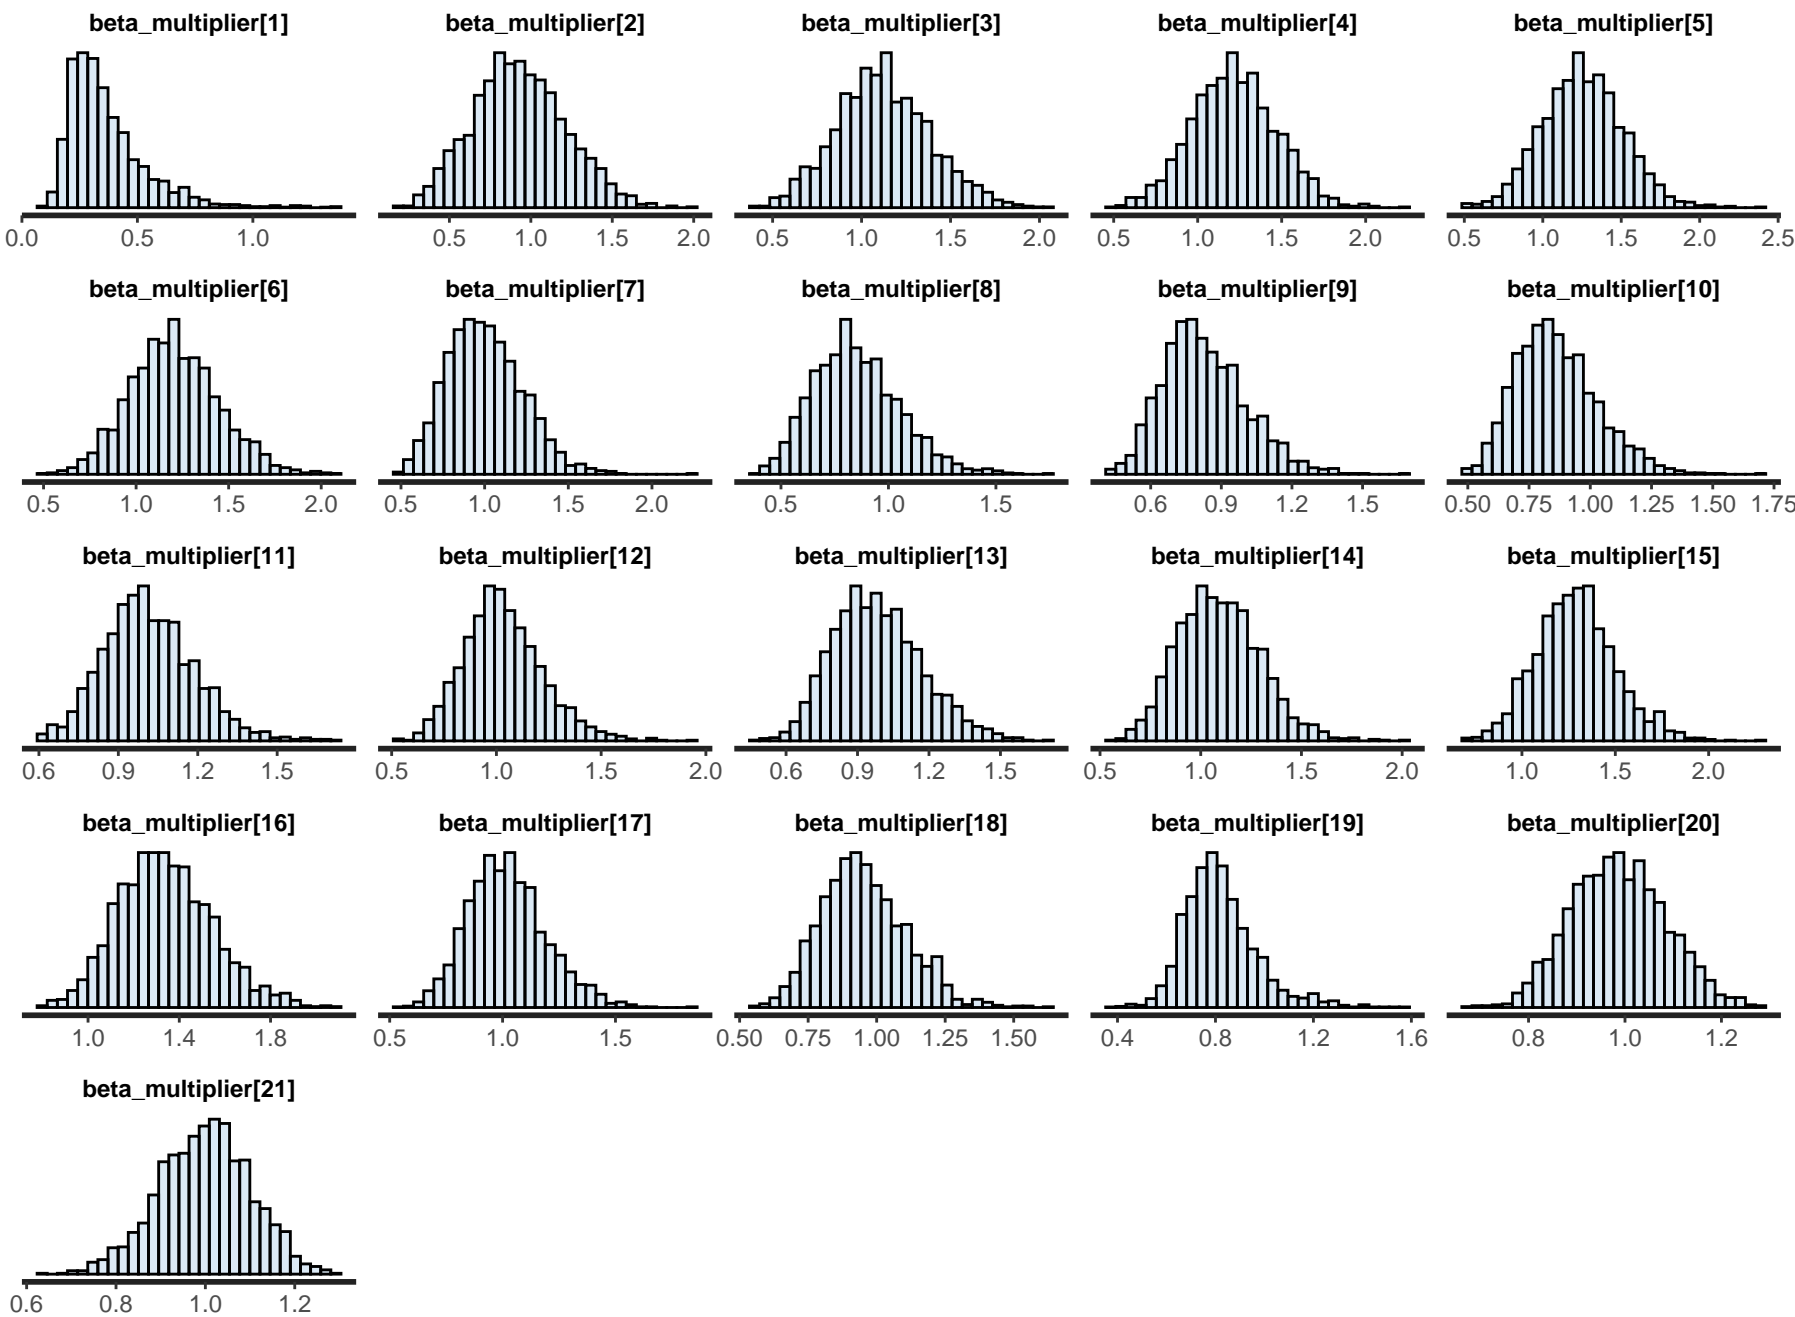 beta_multiplier[1] beta_multiplier[2] beta_multiplier[3] beta_multiplier[4] beta_multiplier[5]
0.0 0.5 1.0 0.5 1.0 1.5 2.0 0.5 1.0 1.5 2.0 0.5 1.0 1.5 2.0 0.5 1.0 1.5 2.0 2.5
beta_multiplier[6] beta_multiplier[7] beta_multiplier[8] beta_multiplier[9] beta_multiplier[10]
0.5 1.0 1.5 2.0 0.5 1.0 1.5 2.0 0.5 1.0 1.5 0.6 0.9 1.2 1.5 0.50 0.75 1.00 1.25 1.50 1.75
beta_multiplier[11] beta_multiplier[12] beta_multiplier[13] beta_multiplier[14] beta_multiplier[15]
0.6 0.9 1.2 1.5 0.5 1.0 1.5 2.0 0.6 0.9 1.2 1.5 0.5 1.0 1.5 2.0 1.0 1.5 2.0
beta_multiplier[16] beta_multiplier[17] beta_multiplier[18] beta_multiplier[19] beta_multiplier[20]
1.0 1.4 1.8 0.5 1.0 1.5 0.50 0.75 1.00 1.25 1.50 0.4 0.8 1.2 1.6 0.8 1.0 1.2
beta_multiplier[21]
0.6 0.8 1.0 1.2